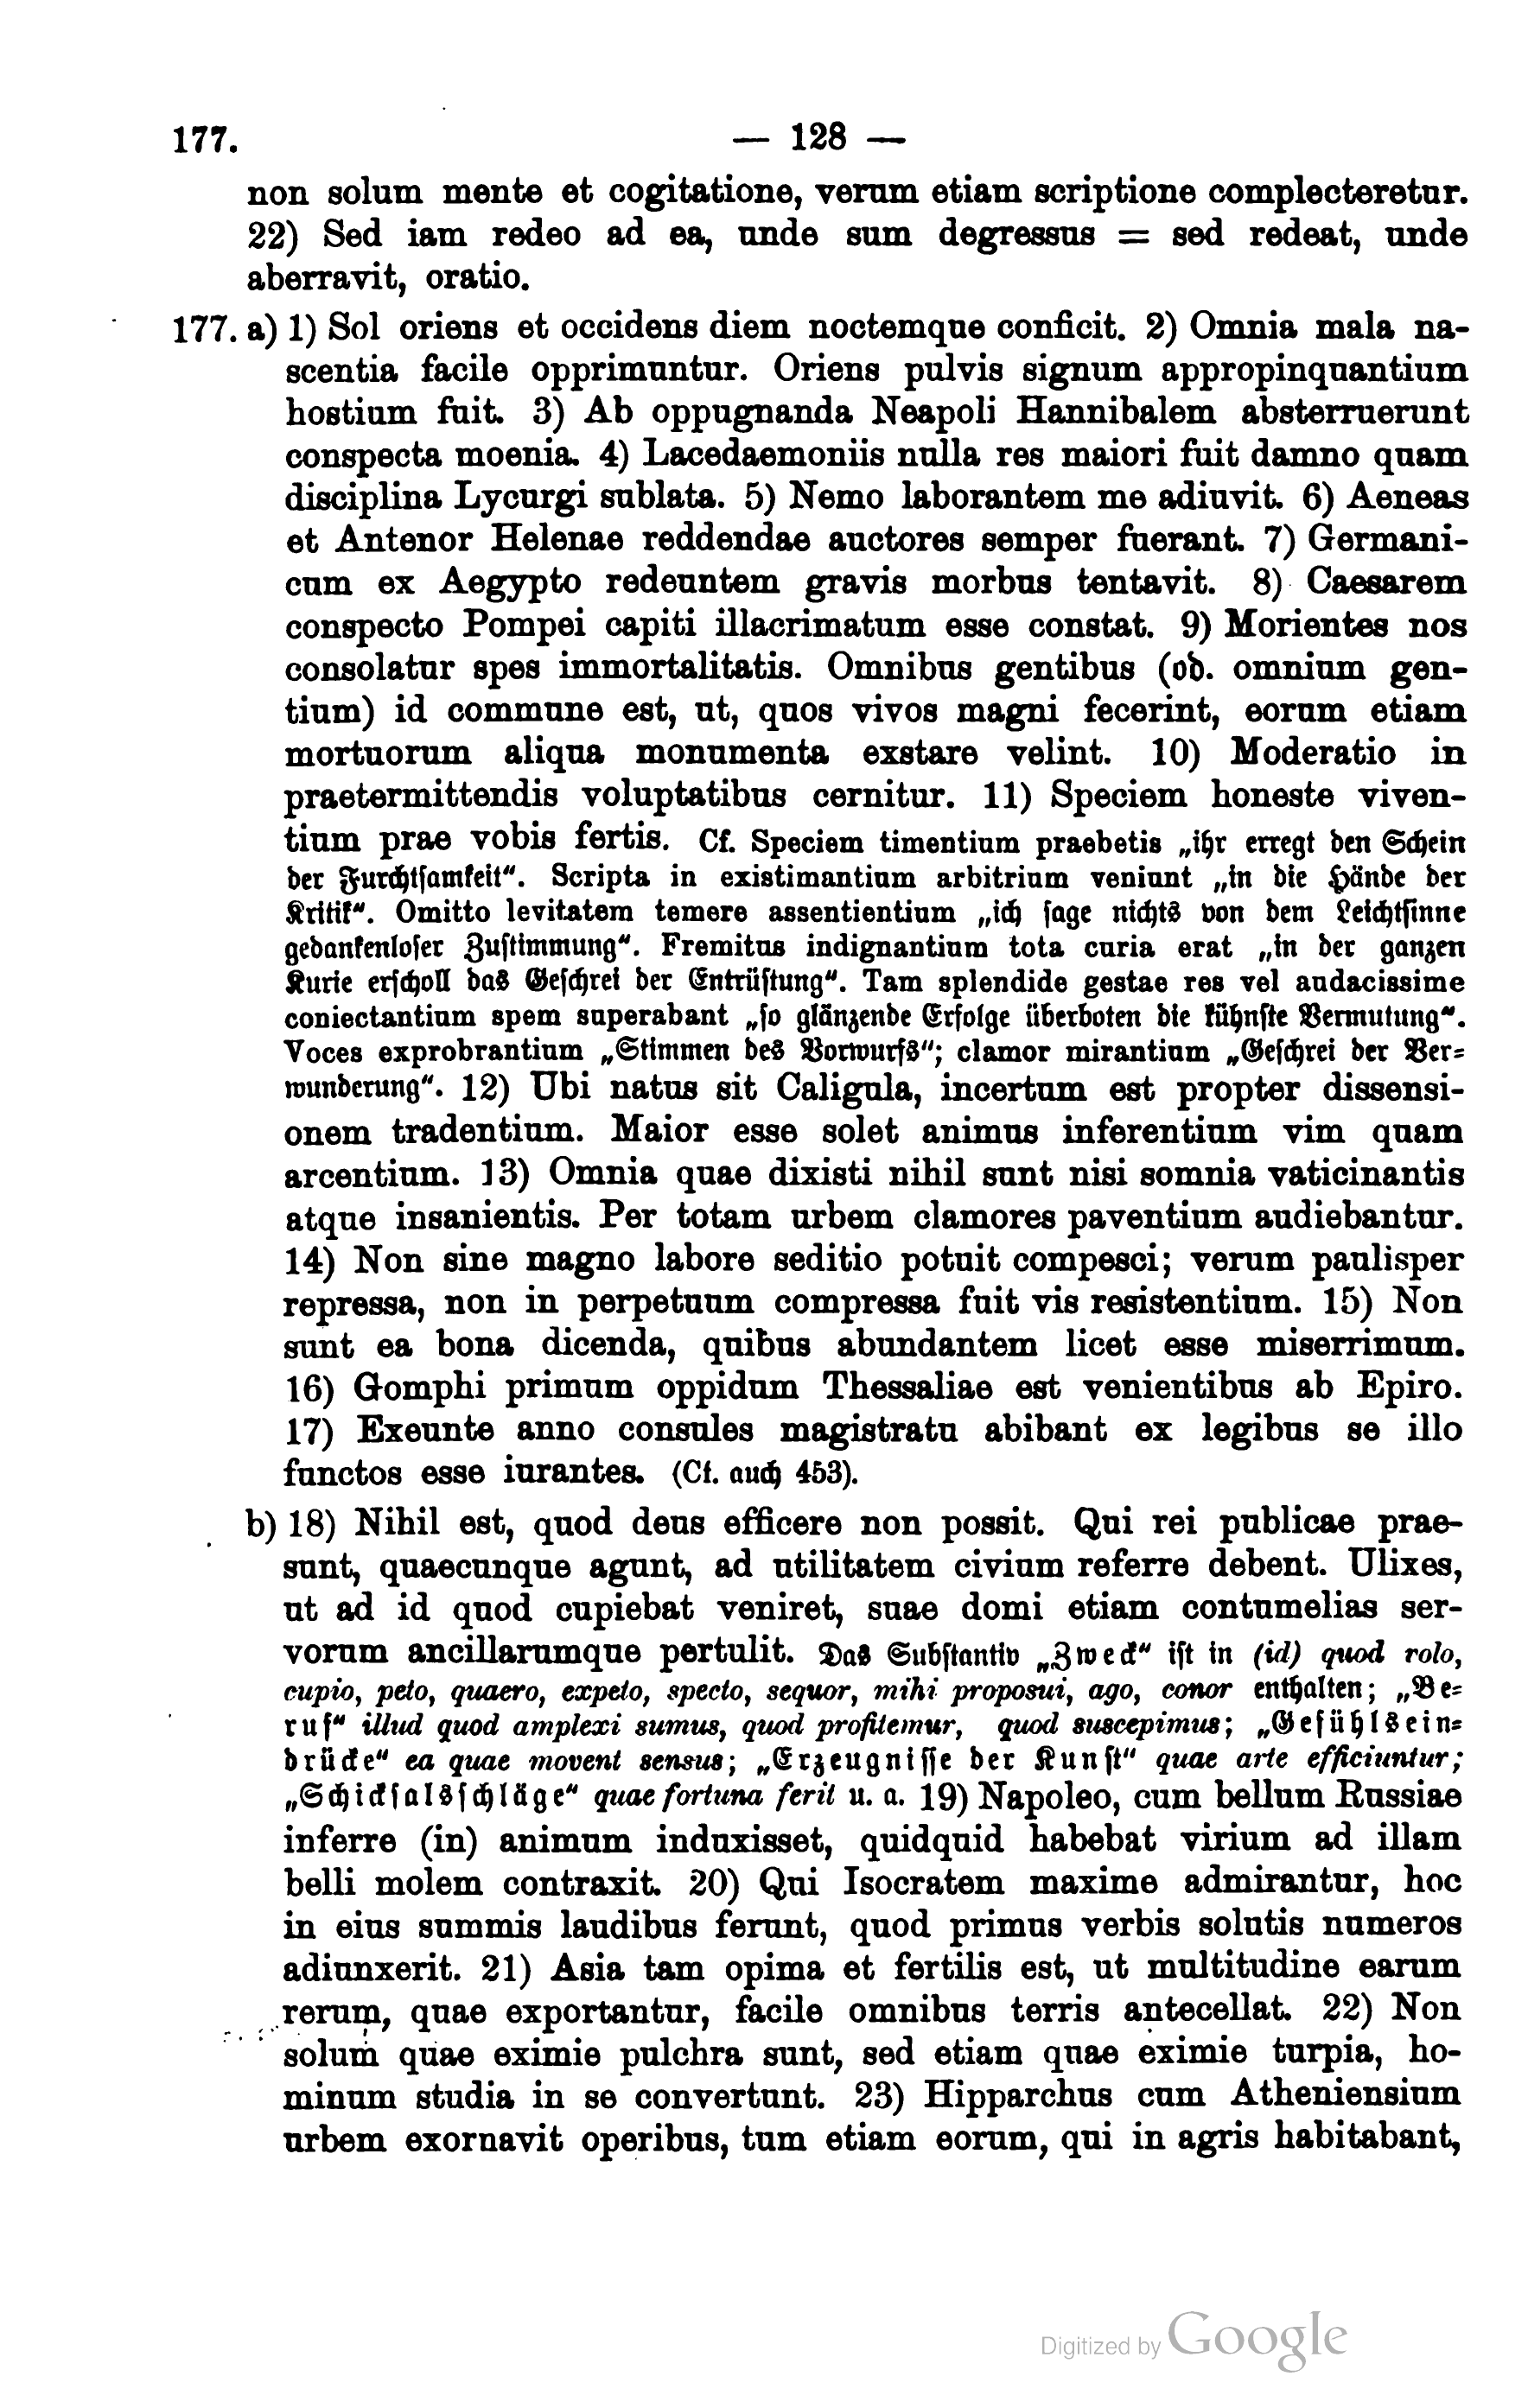 177. — 128 —
non solum mente et cogitatione, verum etiam scriptione complecteretur.
22) Sed iam redeo ad ea, unde sum degressus = sed redeat, unde
aberravit, oratio.
177. a) 1) Sol oriens et occidens diem noctemque conficit. 2) Omnia mala na-
scentia facile opprimuntur. Oriens pulvis signum appropinquantium
hostium fuit. 3) Ab oppugnanda Neapoli Hannibalem absterruerunt
conspecta moenia. 4) Lacedaemoniis nulla res maiori fuit damno quam
disciplina Lycurgi sublata. 5) Nemo laborantem me adiuvit. 6) Aeneas
et Antenor Helenae reddendae auctores semper fuerant. 7) Germani-
cum ex Aegypto redeuntem gravis morbus tentavit. 8) Caesarem
conspecto Pompei capiti illacrimatum esse constat. 9) Morientes nos
consolatur spes immortalitatis. Omnibus gentibus (ob. omnium gen-
tium) id commune est, ut, quos vivos magni fecerint, eorum etiam
mortuorum aliqua monumenta exstare velint. 10) Moderatio in
praetermittendis voluptatibus cernitur. 11) Speciem honeste viven-
tium prae vobis fertis. Cf. Speciem timentium praebetis „ihr erregt den Schein
der Furchtsamkeit“. Scripta in existimantium arbitrium veniunt „in die Hände der
Kritik“. Omitto levitatem temere assentientium „ich sage nichts von dem Leichtsinne
gedankenloser Zustimmung“. Fremitus indignantium tota curia erat „in der ganzen
Kurie erscholl das Geschrei der Entrüstung“. Tam splendide gestae res vel audacissime
coniectantium spem superabant „so glänzende Erfolge überboten die kühnste Vermutung“.
Voces exprobrantium „Stimmen des Vorwurfs“; clamor mirantium „Geschrei der Ver-
wunderung“. 12) Ubi natus sit Caligula, incertum est propter dissensi-
onem tradentium. Maior esse solet animus inferentium vim quam
arcentium. 13) Omnia quae dixisti nihil sunt nisi somnia vaticinantis
atque insanientis. Per totam urbem clamores paventium audiebantur.
14) Non sine magno labore seditio potuit compesci; verum paulisper
repressa, non in perpetuum compressa fuit vis resistentium. 15) Non
sunt ea bona dicenda, quibus abundantem licet esse miserrimum.
16) Gomphi primum oppidum Thessaliae est venientibus ab Epiro.
17) Exeunte anno consules magistratu abibant ex legibus se illo
functos esse iurantes. (Cf. auch 453).
b) 18) Nihil est, quod deus efficere non possit. Qui rei publicae prae-
sunt, quaecunque agunt, ad utilitatem civium referre debent. Ulixes,
ut ad id quod cupiebat veniret, suae domi etiam contumelias ser-
vorum ancillarumque pertulit. Das Substantiv „Zweck“ ist in (id) quod volo,
cupio, peto, quaero, expeto, specto, sequor, mihi proposui, ago, conor enthalten; „Be-
ruf“ illud quod amplexi sumus, quod profitemur, quod suscepimus; „Gefühlsein-
drücke“ ea quae movent sensus; „Erzeugnisse der Kunst“ quae arte efficiuntur;
„Schicksalsschläge“ quae fortuna ferit u. a. 19) Napoleo, cum bellum Russiae
inferre (in) animum induxisset, quidquid habebat virium ad illam
belli molem contraxit. 20) Qui Isocratem maxime admirantur, hoc
in eius summis laudibus ferunt, quod primus verbis solutis numeros
adiunxerit. 21) Asia tam opima et fertilis est, ut multitudine earum
rerum, quae exportantur, facile omnibus terris antecellat. 22) Non
solum quae eximie pulchra sunt, sed etiam quae eximie turpia, ho-
minum studia in se convertunt. 23) Hipparchus cum Atheniensium
urbem exornavit operibus, tum etiam eorum, qui in agris habitabant,
Digitized by Google